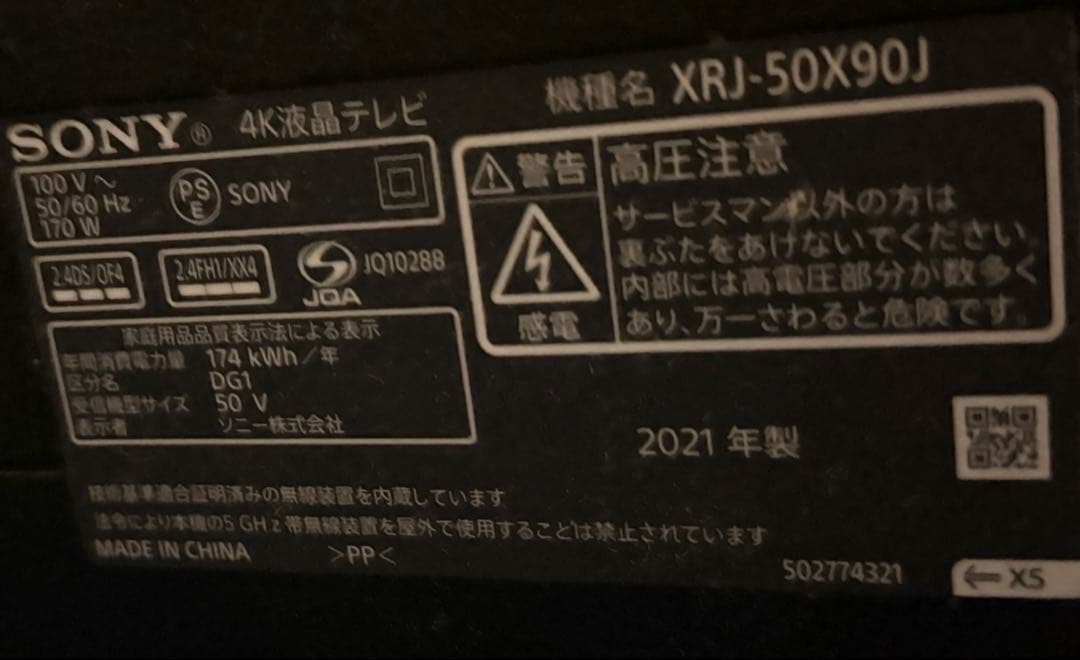 機種名 XRJ-50X90J
SONY® 4K液晶テレビ
100 V ~
50/60 Hz
170 W
PSE SONY
2.4DS/OF4
2.4FH1/XX4
JQA
JQ10288
家庭用品品質表示法による表示
年間消費電力量 174 kWh/年
区分名 DG1
受信機型サイズ 50 V
表示者 ソニー株式会社
警告
感電
高圧注意
サービスマン以外の方は
裏ぶたをあけないでください。
内部には高電圧部分が数多く
あり、万一さわると危険です。
2021 年製
技術基準適合証明済みの無線装置を内蔵しています
法令により本機の5 GHz 帯無線装置を屋外で使用することは禁止されています
MADE IN CHINA >PP<
502774321
← X5